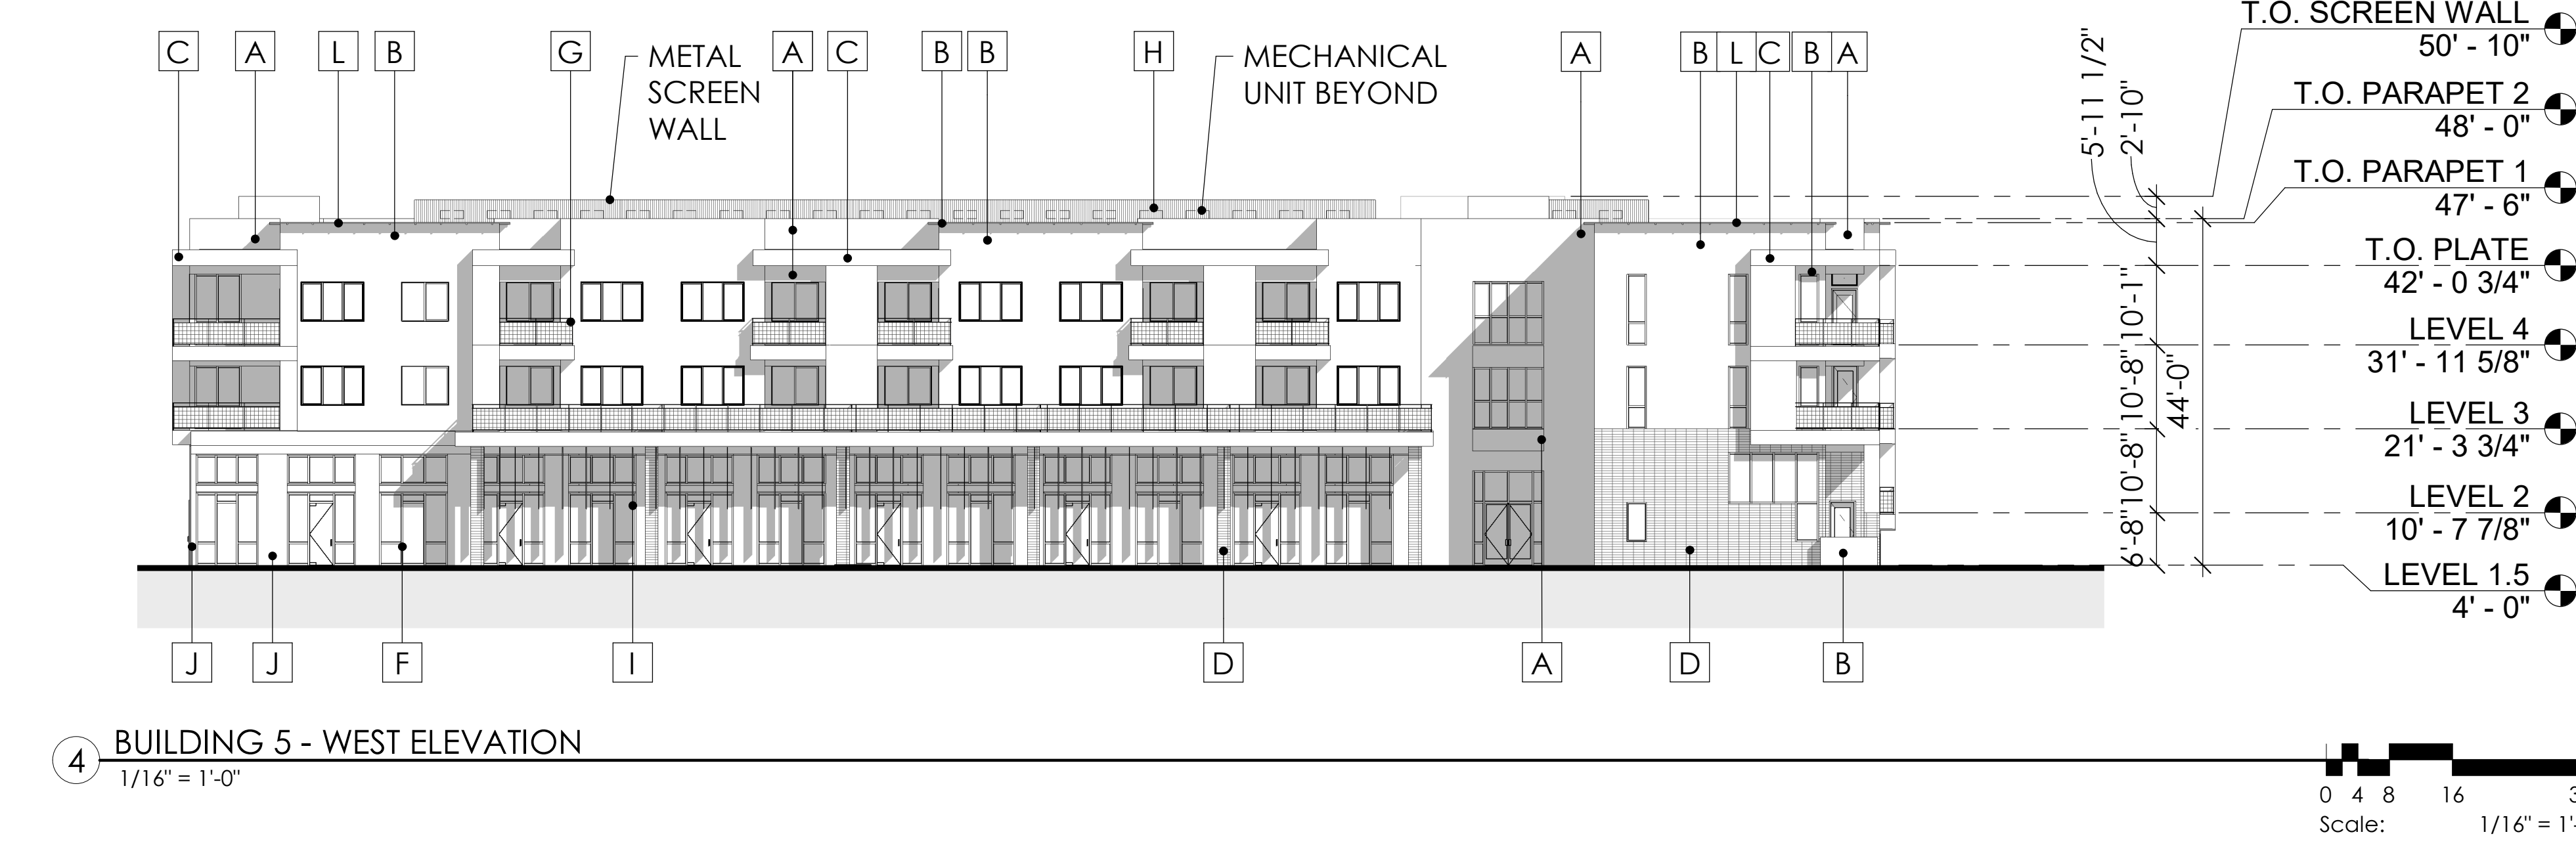 T.O. SCREEN WALL
50' - 10"
T.O. PARAPET 2
48' - 0"
T.O. PARAPET 1
47' - 6"
T.O. PLATE
42' - 0 3/4"
LEVEL 4
31' - 11 5/8"
LEVEL 3
21' - 3 3/4"
LEVEL 2
10' - 7 7/8"
LEVEL 1.5
4' - 0"
5'-11 1/2"
2'-10"
10'-1"
10'-8"
10'-8"
6'-8"
44'-0"
C A L B G
METAL
SCREEN
WALL
A C B B H
MECHANICAL
UNIT BEYOND
A B L C B A
J J F I D A D B
4
BUILDING 5 - WEST ELEVATION
1/16" = 1'-0"
0 4 8 16
Scale: 1/16" = 1'-